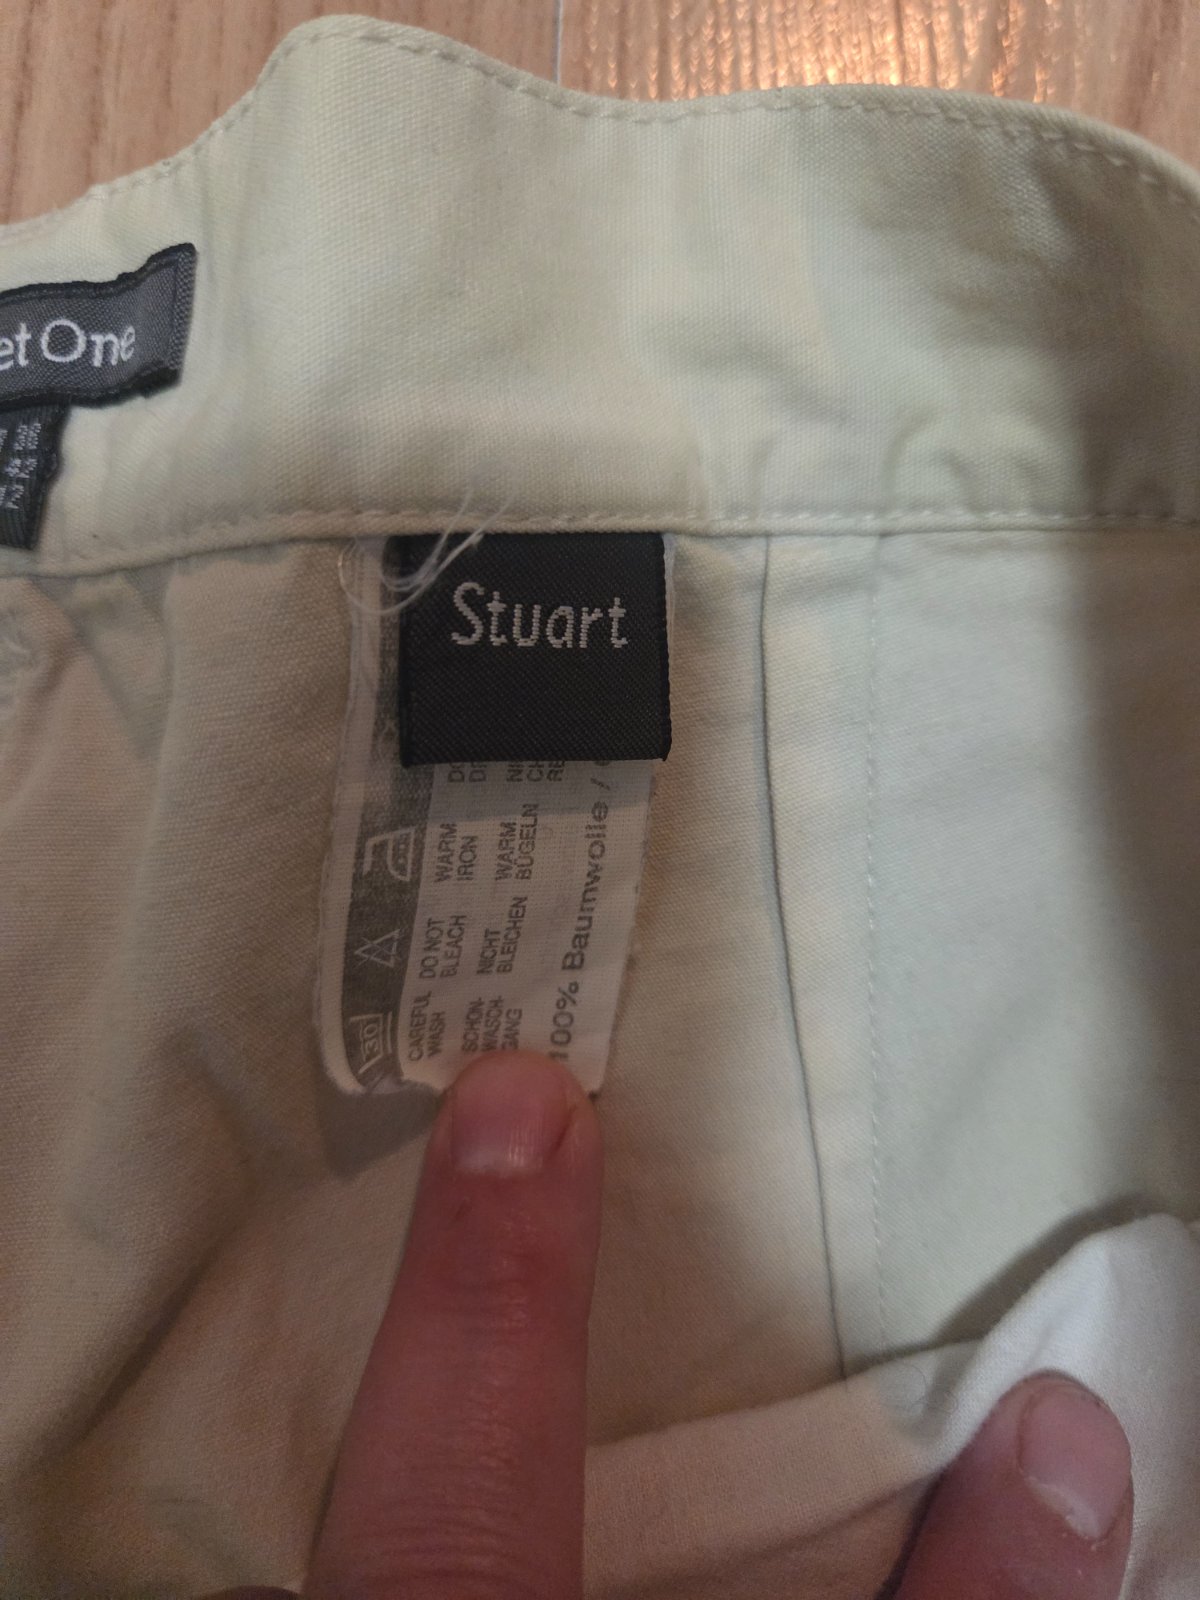 et One
Stuart
30
CAREFUL DO NOT WARM
WASH BLEACH IRON
SCHON- NICHT WARM
WASCH- BLEICHEN BÜGELN
GANG
100% Baumwolle /